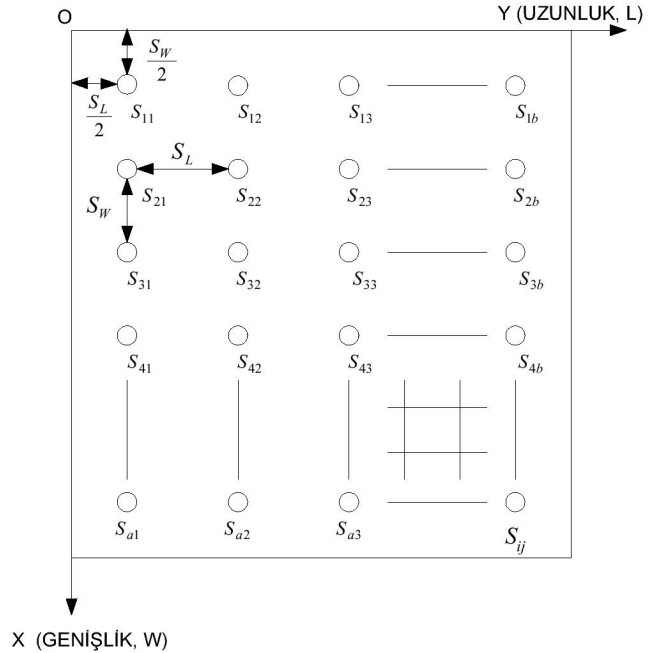 O
Y (UZUNLUK, L)
S_W/2
S_L/2
S_11 S_12 S_13 S_1b
S_L
S_21 S_22 S_23 S_2b
S_W
S_31 S_32 S_33 S_3b
S_41 S_42 S_43 S_4b
S_a1 S_a2 S_a3 S_ij
X (GENİŞLİK, W)